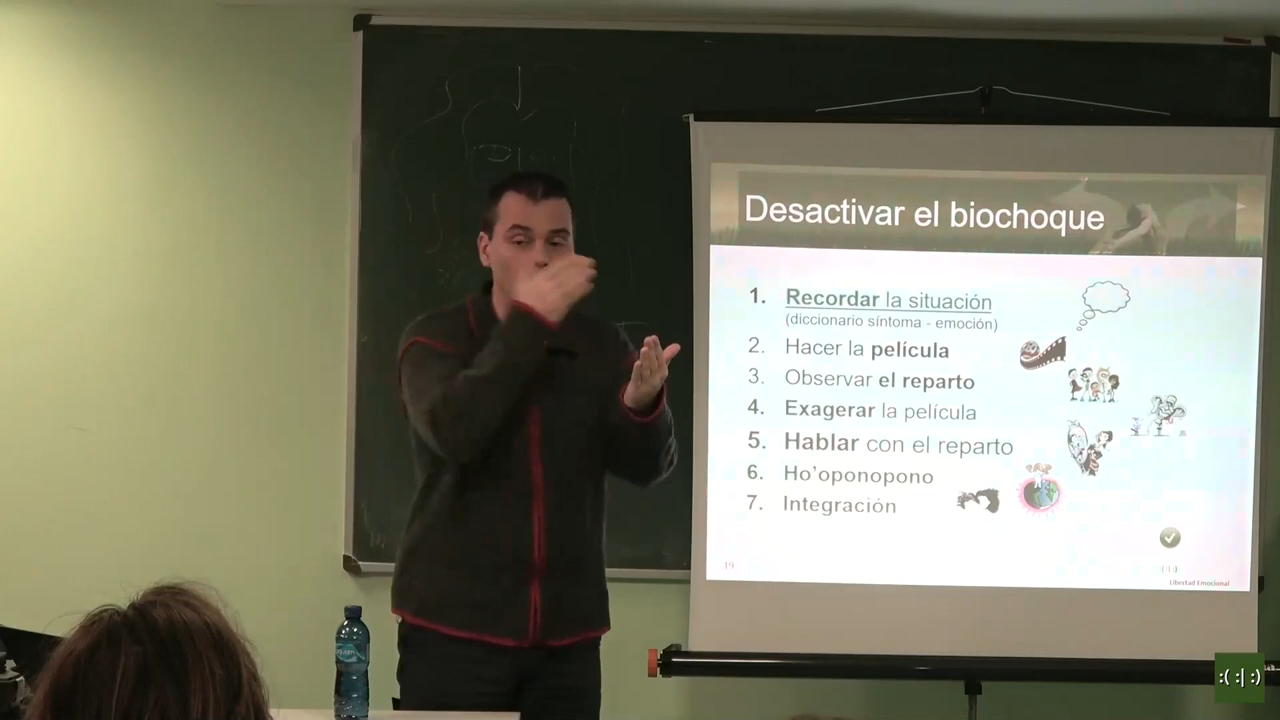 Desactivar el biochoque
1. Recordar la situación
(diccionario síntoma - emoción)
2. Hacer la película
3. Observar el reparto
4. Exagerar la película
5. Hablar con el reparto
6. Ho'oponopono
7. Integración
19
Libertad Emocional
:( :| :)